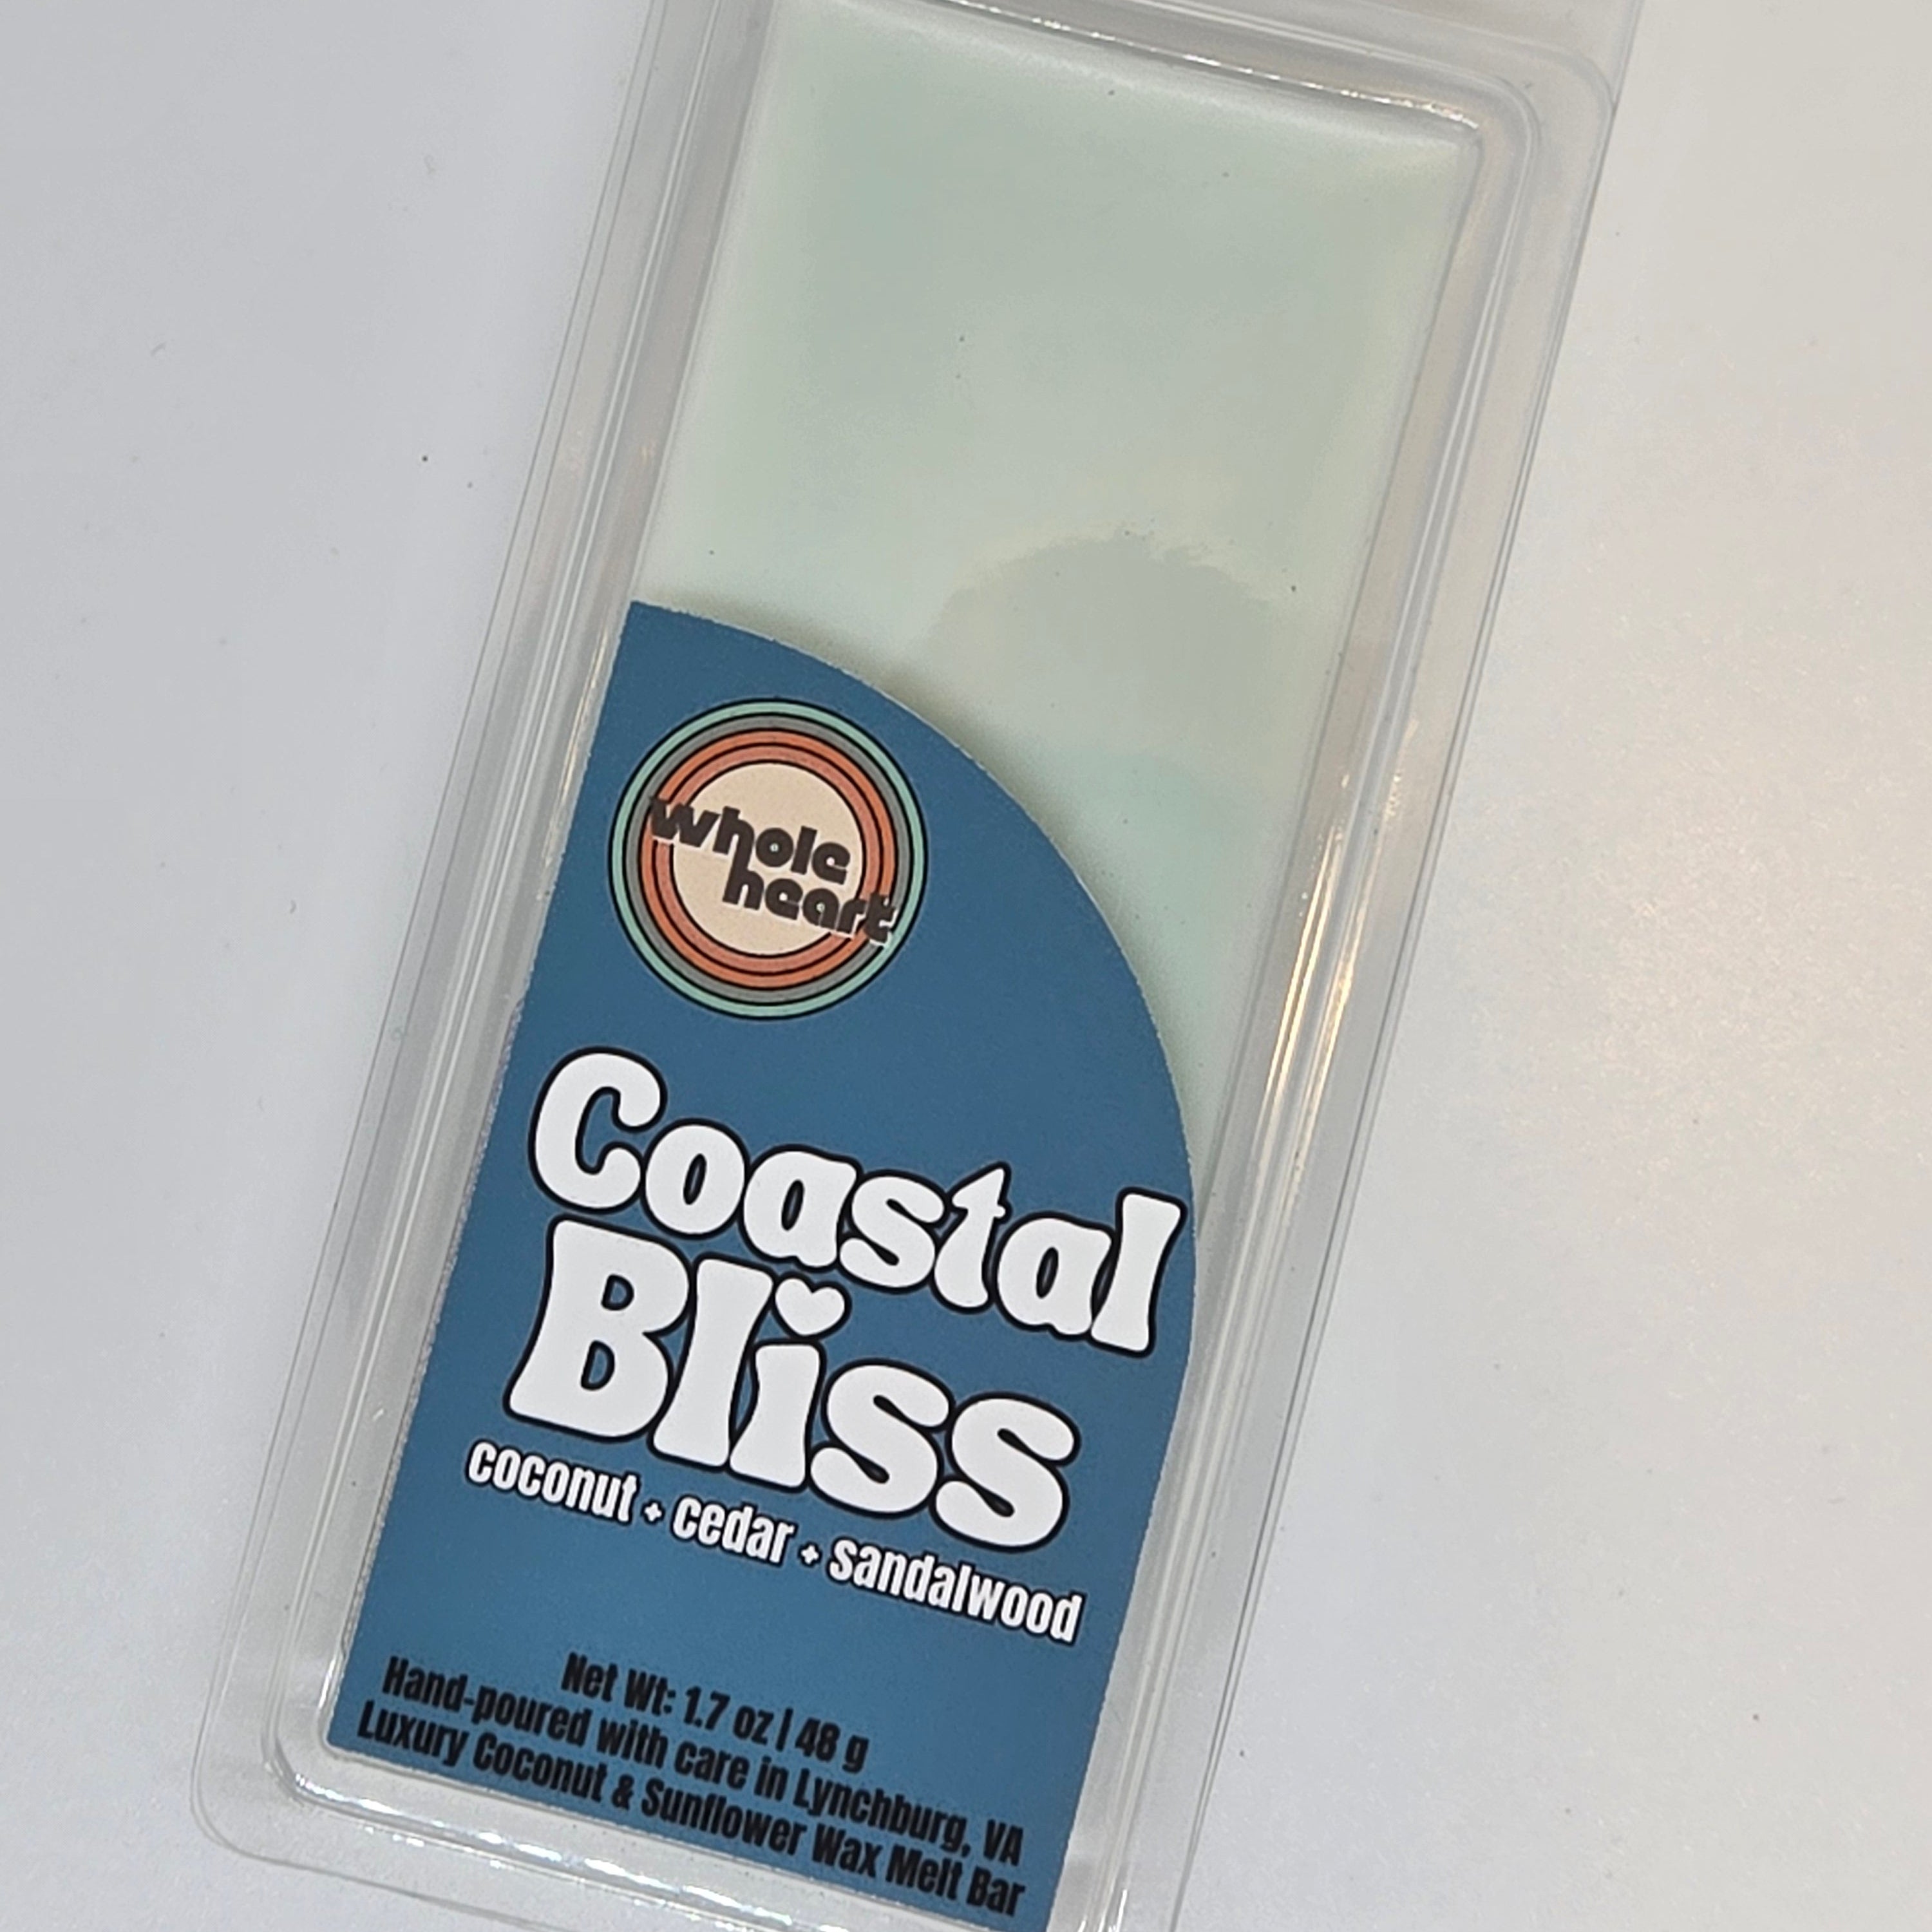 whole
heart
Coastal
Bliss
coconut + cedar + sandalwood
Net Wt: 1.7 oz | 48 g
Hand-poured with care in Lynchburg, VA
Luxury Coconut & Sunflower Wax Melt Bar